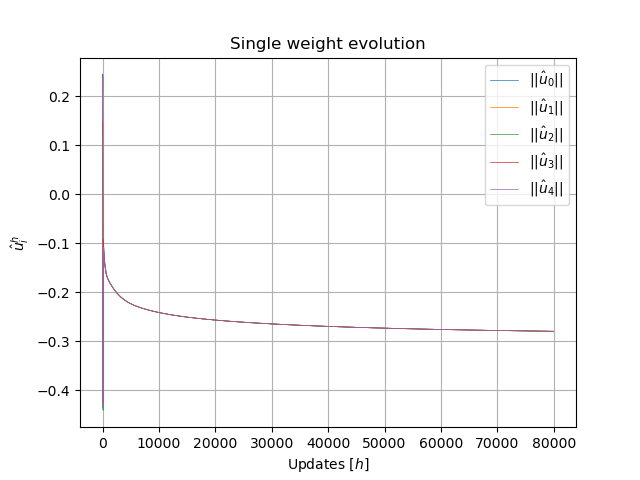 Single weight evolution
||û₀||
||û₁||
||û₂||
||û₃||
||û₄||
0.2
0.1
0.0
−0.1
−0.2
−0.3
−0.4
ûᵢʰ
0 10000 20000 30000 40000 50000 60000 70000 80000
Updates [h]